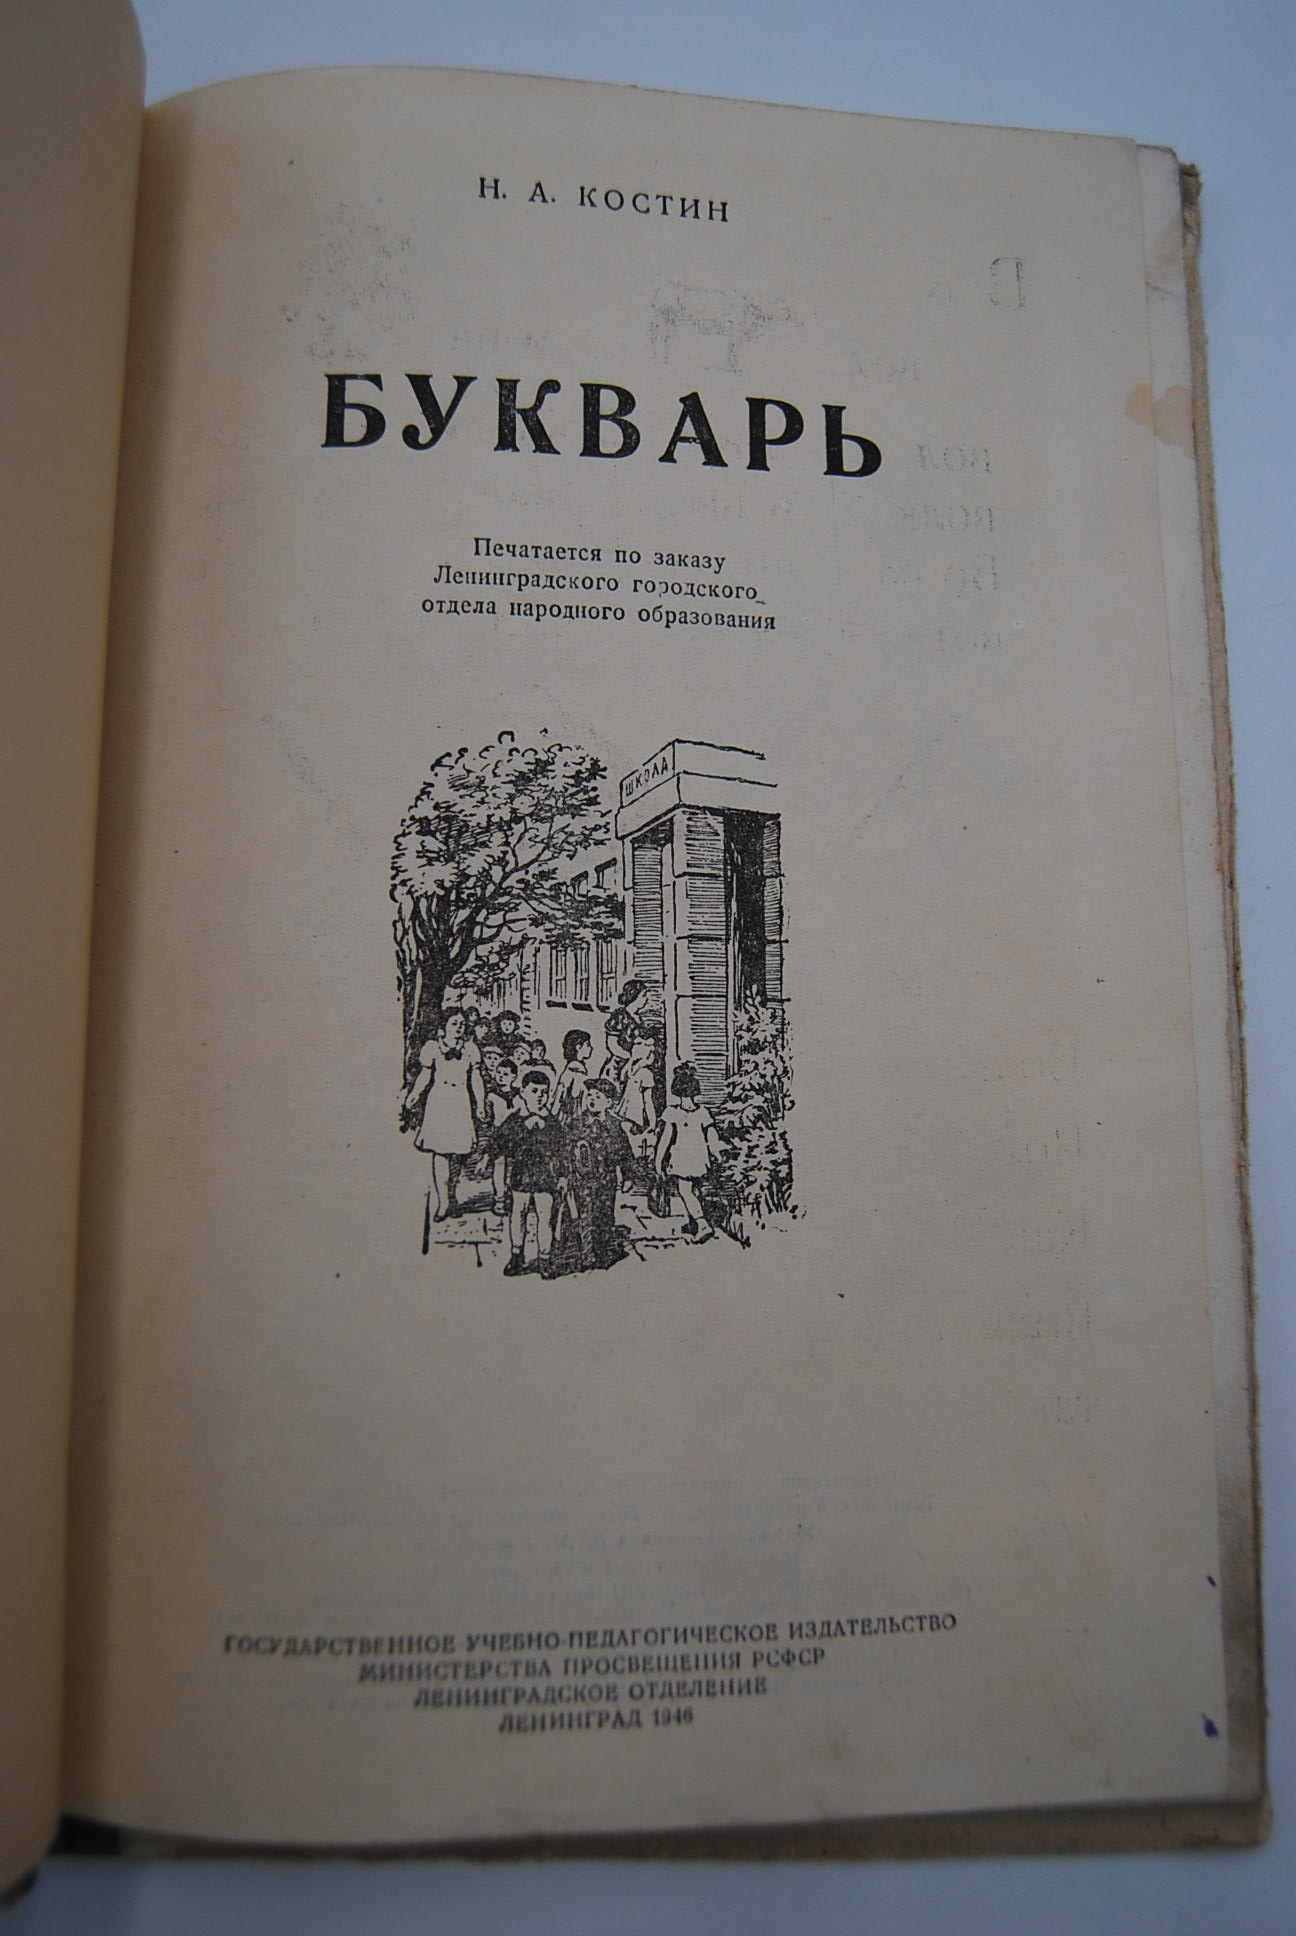 Н. А. КОСТИН
БУКВАРЬ
Печатается по заказу
Ленинградского городского
отдела народного образования
ШКОЛА
ГОСУДАРСТВЕННОЕ УЧЕБНО-ПЕДАГОГИЧЕСКОЕ ИЗДАТЕЛЬСТВО
МИНИСТЕРСТВА ПРОСВЕЩЕНИЯ РСФСР
ЛЕНИНГРАДСКОЕ ОТДЕЛЕНИЕ
ЛЕНИНГРАД 1946